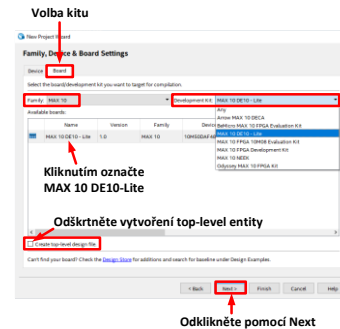 Volba kitu
New Project Wizard
Family, Device & Board Settings
Device Board
Select the board/development kit you want to target for compilation.
Family: MAX 10 Development Kit: MAX 10 DE10 - Lite
Available boards:
Any
Arrow MAX 10 DECA
Name Version Family Device
BeMicro MAX 10 FPGA Evaluation Kit
MAX 10 DE10 - Lite 1.0 MAX 10 10M50DAF48
MAX 10 DE10 - Lite
MAX 10 FPGA 10M08 Evaluation Kit
MAX 10 FPGA Development Kit
MAX 10 NEEK
Odyssey MAX 10 FPGA Kit
Kliknutím označte
MAX 10 DE10-Lite
Odškrtněte vytvoření top-level entity
Create top-level design file
Can't find your board? Check the Design Store for additions and search for baseline under Design Examples.
< Back Next > Finish Cancel Help
Odklikněte pomocí Next